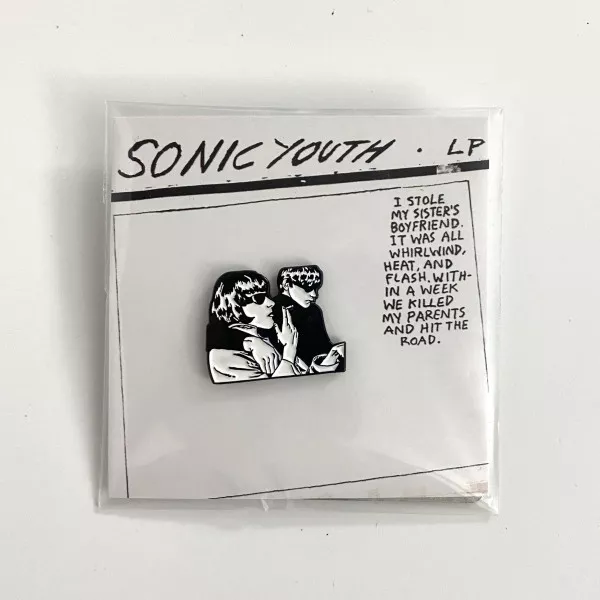 SONIC YOUTH · LP
I STOLE
MY SISTER'S
BOYFRIEND.
IT WAS ALL
WHIRLWIND,
HEAT, AND
FLASH. WITH-
IN A WEEK
WE KILLED
MY PARENTS
AND HIT THE
ROAD.